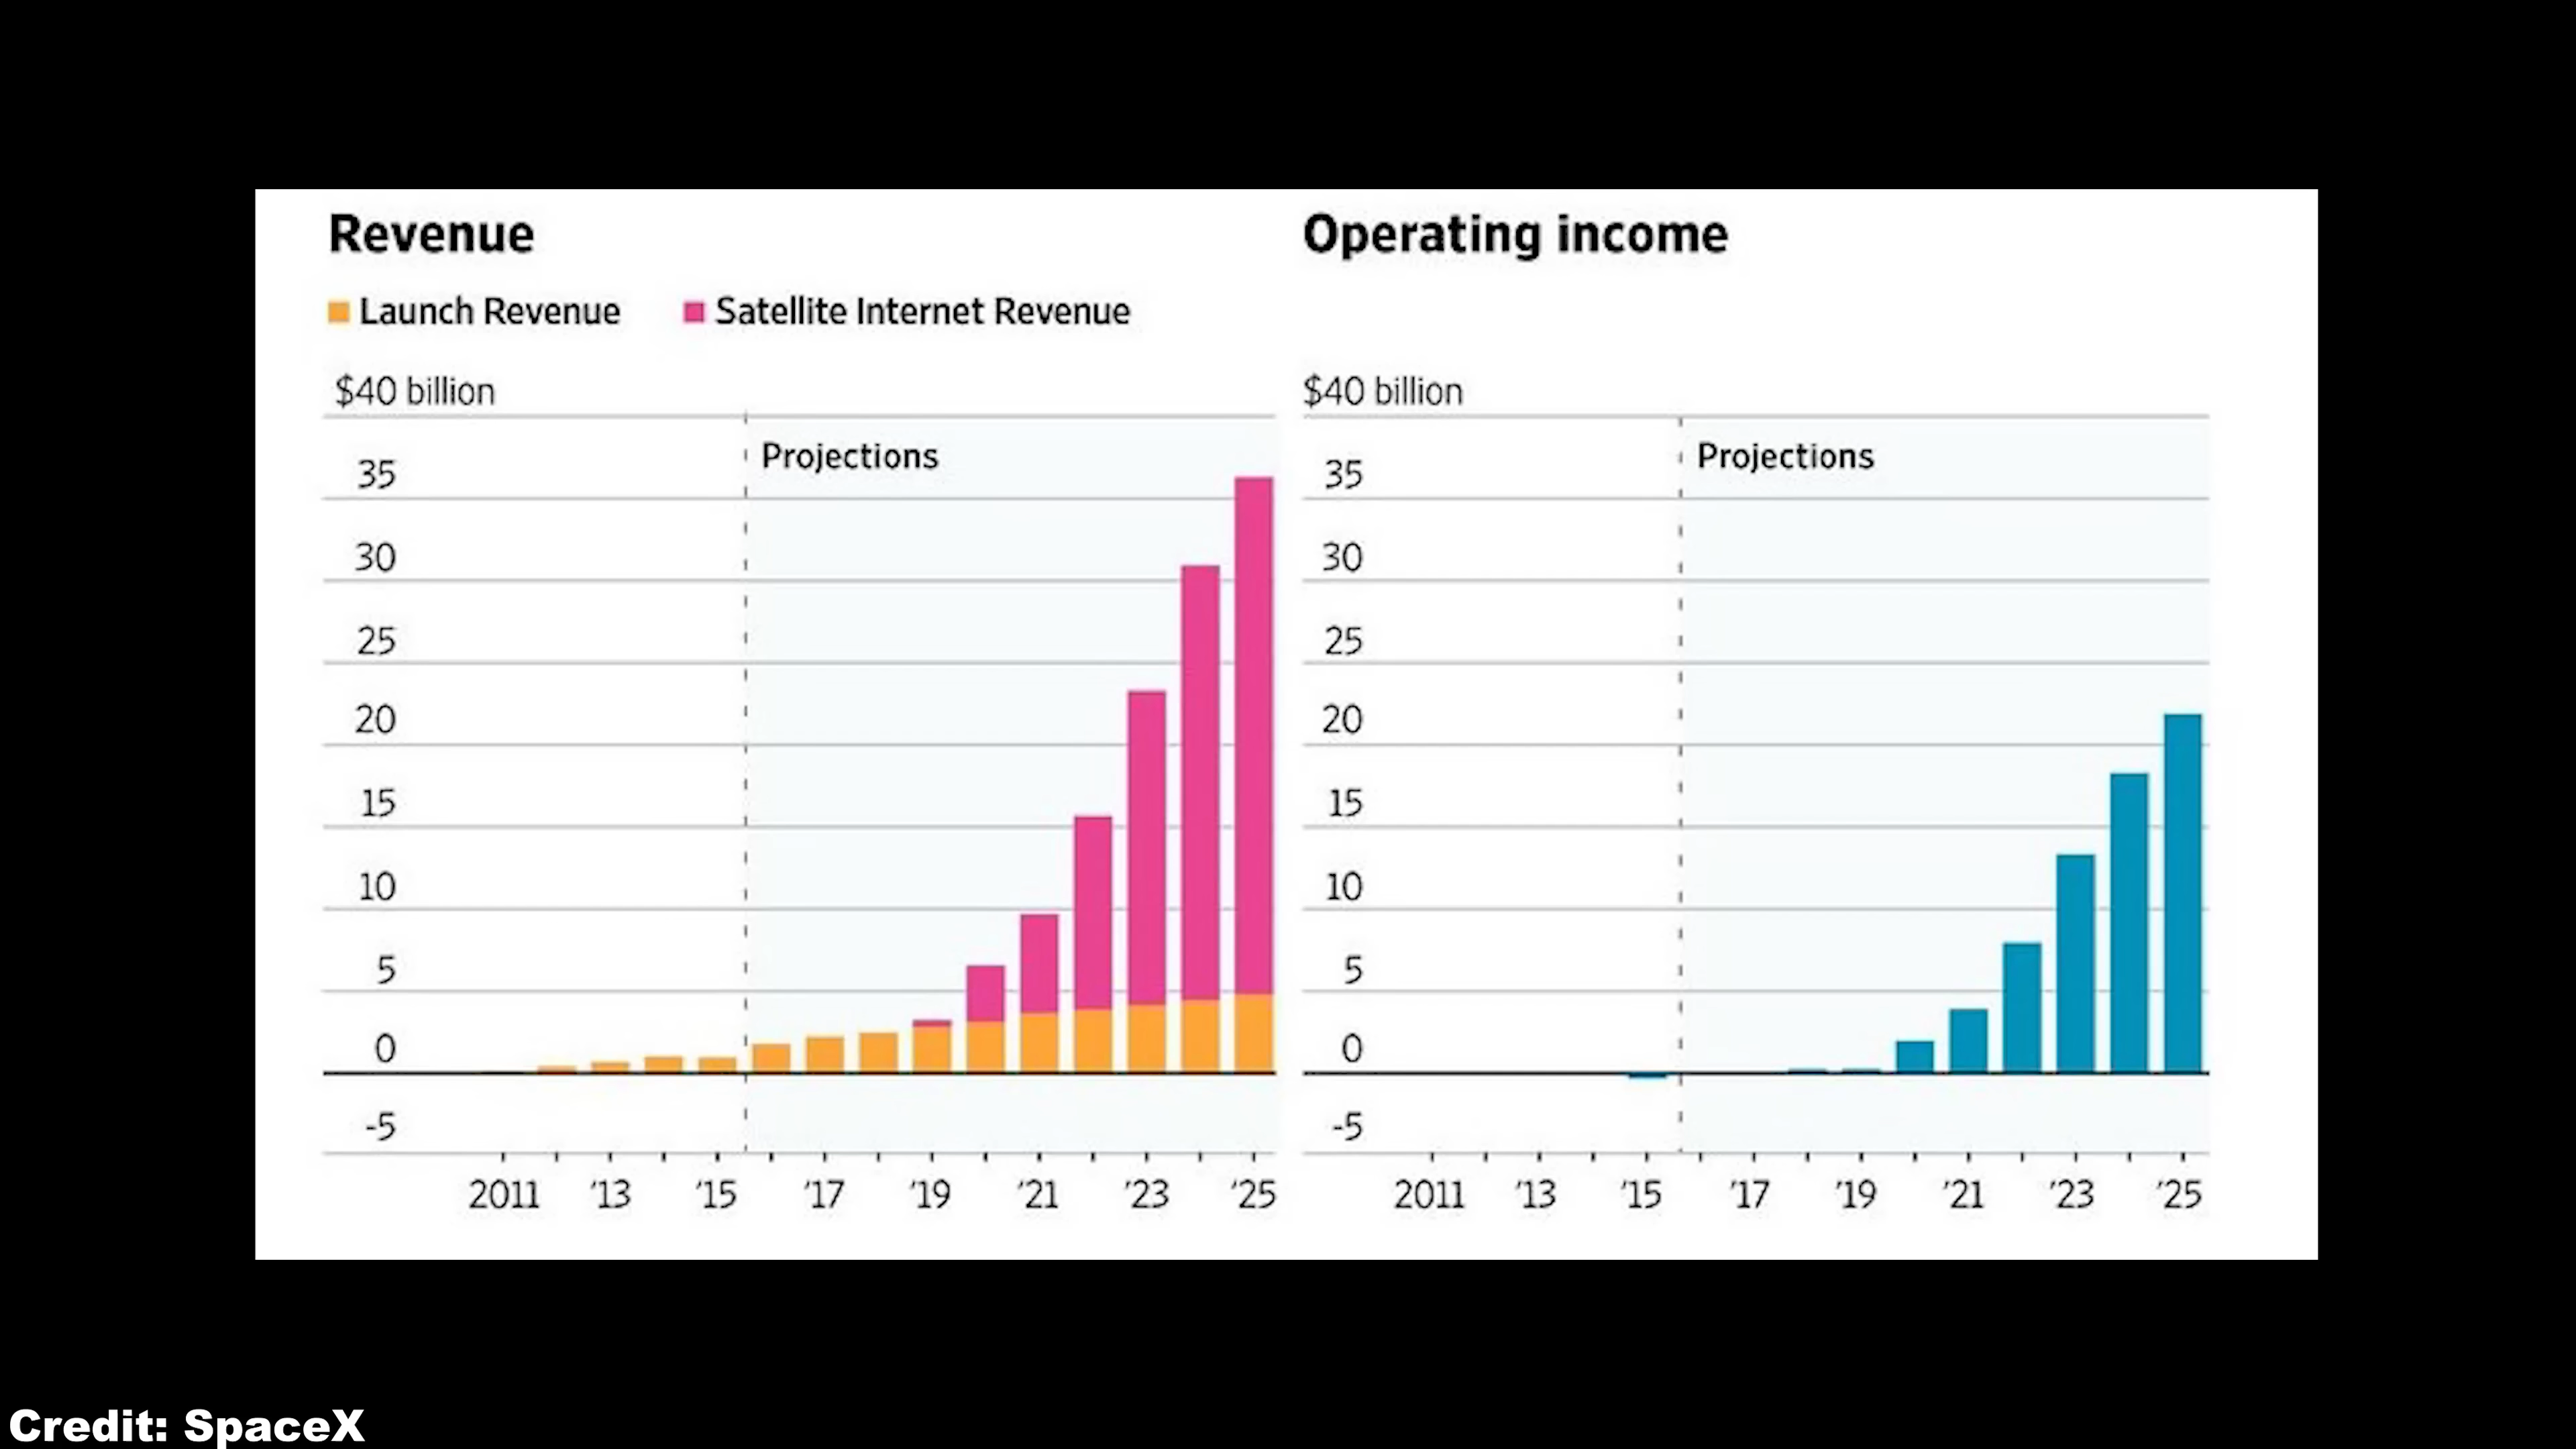 Revenue
Launch Revenue
Satellite Internet Revenue
$40 billion
Projections
35
30
25
20
15
10
5
0
-5
2011 '13 '15 '17 '19 '21 '23 '25
Operating income
$40 billion
Projections
35
30
25
20
15
10
5
0
-5
2011 '13 '15 '17 '19 '21 '23 '25
Credit: SpaceX